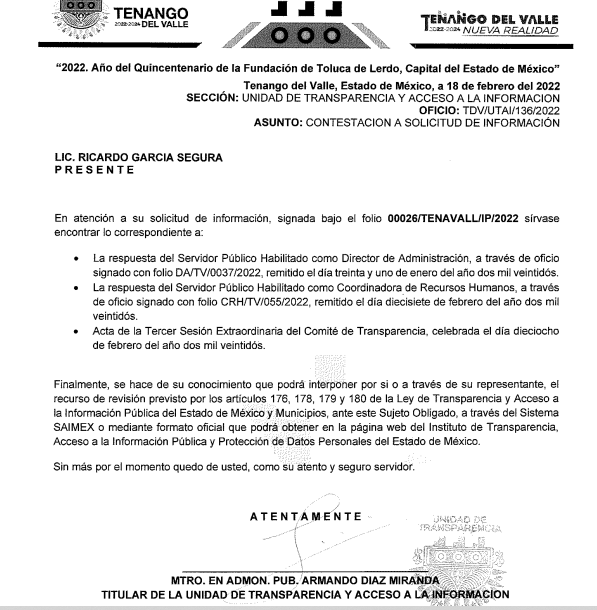 TENANGO
2022-2024 DEL VALLE
TENANGO DEL VALLE
2022-2024 NUEVA REALIDAD
"2022. Año del Quincentenario de la Fundación de Toluca de Lerdo, Capital del Estado de México"
Tenango del Valle, Estado de México, a 18 de febrero del 2022
SECCIÓN: UNIDAD DE TRANSPARENCIA Y ACCESO A LA INFORMACION
OFICIO: TDV/UTAI/136/2022
ASUNTO: CONTESTACION A SOLICITUD DE INFORMACIÓN
LIC. RICARDO GARCIA SEGURA
P R E S E N T E
En atención a su solicitud de información, signada bajo el folio 00026/TENAVALL/IP/2022 sírvase
encontrar lo correspondiente a:
• La respuesta del Servidor Público Habilitado como Director de Administración, a través de oficio
signado con folio DA/TV/0037/2022, remitido el día treinta y uno de enero del año dos mil veintidós.
• La respuesta del Servidor Público Habilitado como Coordinadora de Recursos Humanos, a través
de oficio signado con folio CRH/TV/055/2022, remitido el día diecisiete de febrero del año dos mil
veintidós.
• Acta de la Tercer Sesión Extraordinaria del Comité de Transparencia, celebrada el día dieciocho
de febrero del año dos mil veintidós.
Finalmente, se hace de su conocimiento que podrá interponer por si o a través de su representante, el
recurso de revisión previsto por los artículos 176, 178, 179 y 180 de la Ley de Transparencia y Acceso a
la Información Pública del Estado de México y Municipios, ante este Sujeto Obligado, a través del Sistema
SAIMEX o mediante formato oficial que podrá obtener en la página web del Instituto de Transparencia,
Acceso a la Información Pública y Protección de Datos Personales del Estado de México.
Sin más por el momento quedo de usted, como su atento y seguro servidor.
A T E N T A M E N T E
UNIDAD DE
TRANSPARENCIA
MTRO. EN ADMON. PUB. ARMANDO DIAZ MIRANDA
TITULAR DE LA UNIDAD DE TRANSPARENCIA Y ACCESO A LA INFORMACION